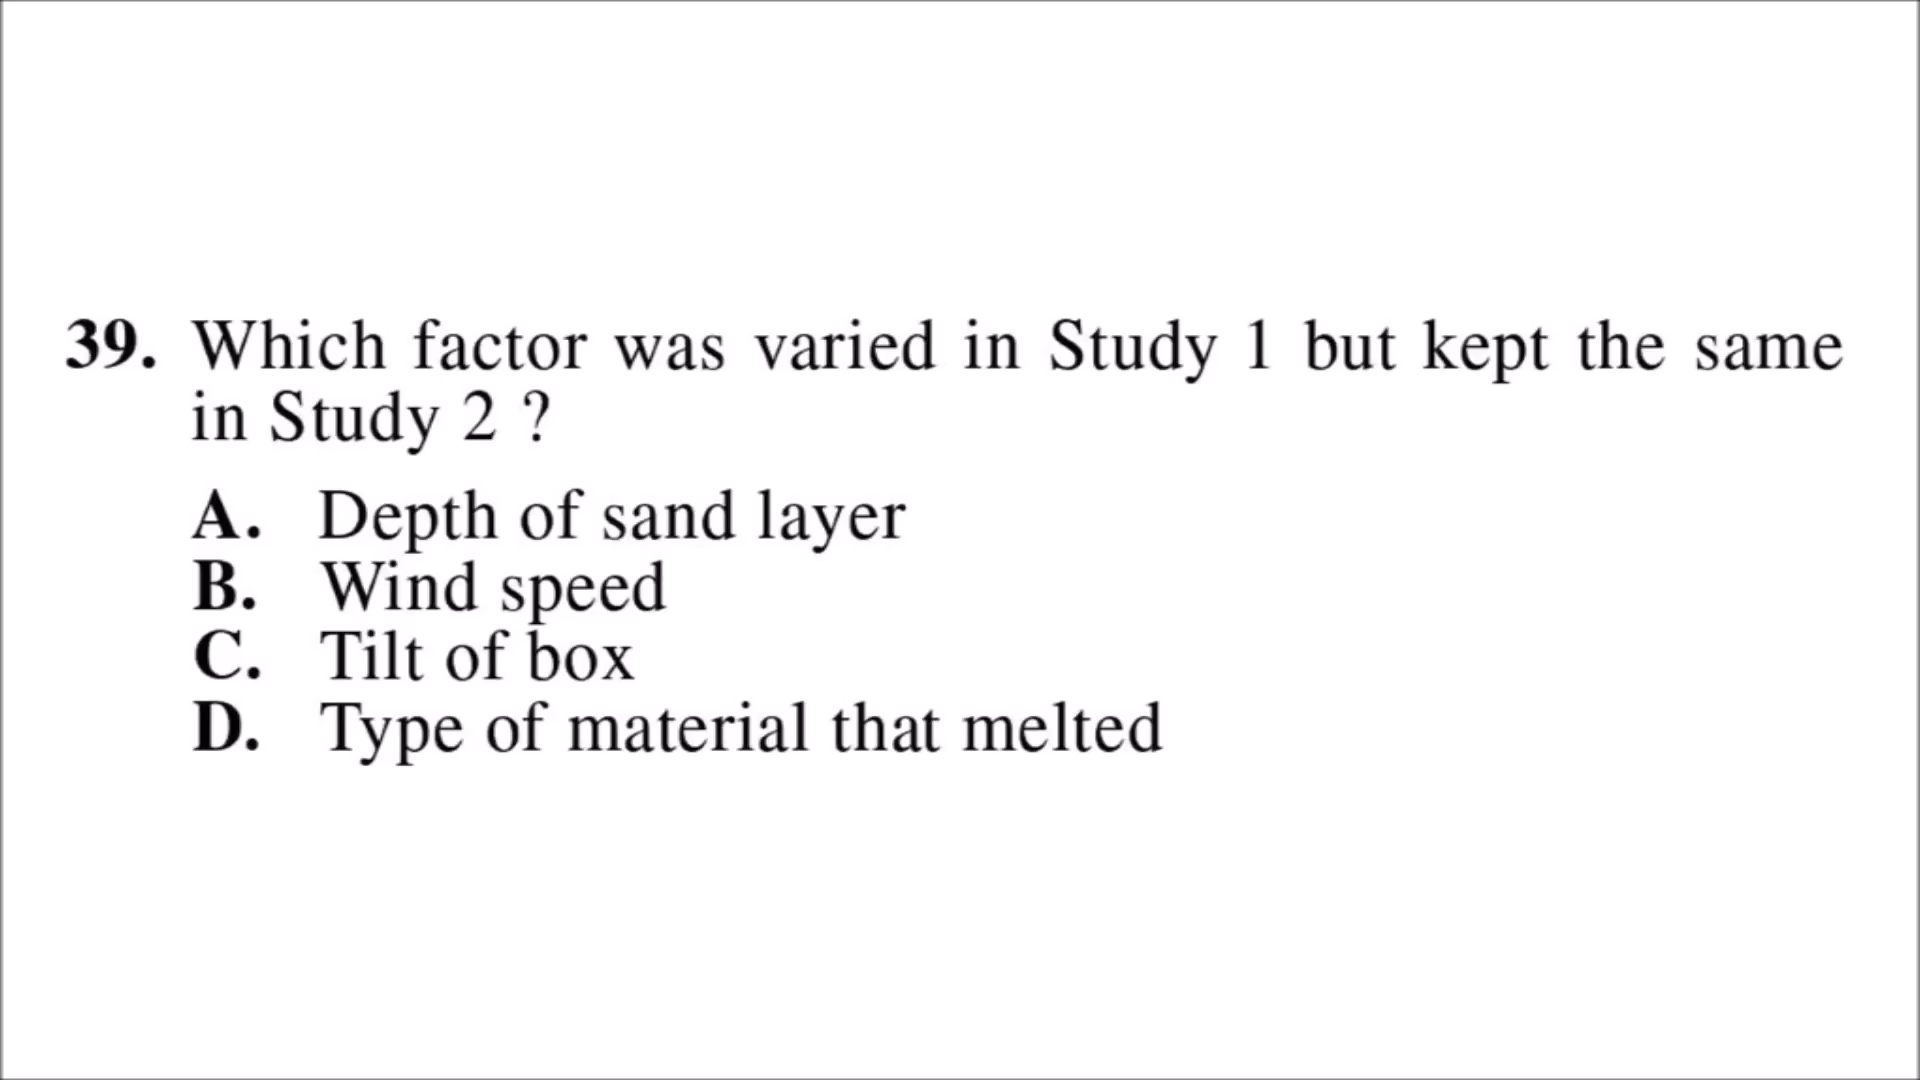 39. Which factor was varied in Study 1 but kept the same
in Study 2 ?
A. Depth of sand layer
B. Wind speed
C. Tilt of box
D. Type of material that melted